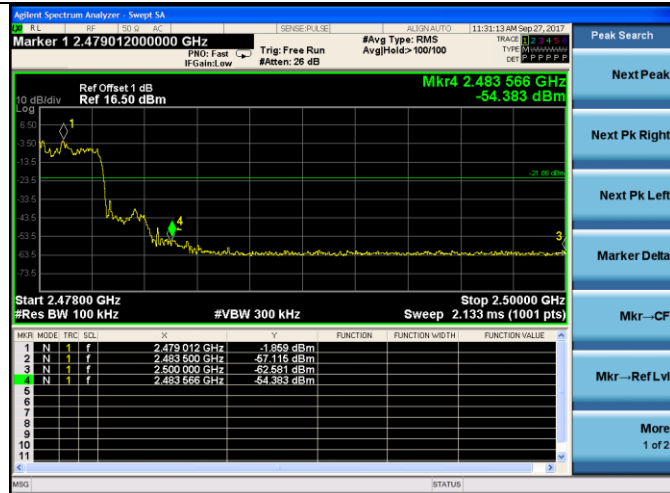 Agilent Spectrum Analyzer - Swept SA
RL RF 50 Ω AC SENSE:PULSE ALIGN AUTO 11:31:13 AM Sep 27, 2017
Marker 1 2.479012000000 GHz
PNO: Fast
IFGain:Low
Trig: Free Run
#Atten: 26 dB
#Avg Type: RMS
Avg|Hold:>100/100
TRACE 1 2 3 4 5 6
TYPE M
DET P P P P P P
Peak Search
Mkr4 2.483 566 GHz
-54.383 dBm
Ref Offset 1 dB
10 dB/div Ref 16.50 dBm
Log
6.50
-3.50
-13.5
-23.5
-33.5
-43.5
-53.5
-63.5
-73.5
1
-21.86 dBm
4
3
Start 2.47800 GHz Stop 2.50000 GHz
#Res BW 100 kHz #VBW 300 kHz Sweep 2.133 ms (1001 pts)
MKR MODE TRC SCL X Y FUNCTION FUNCTION WIDTH FUNCTION VALUE
1 N 1 f 2.479 012 GHz -1.859 dBm
2 N 1 f 2.483 500 GHz -57.115 dBm
3 N 1 f 2.500 000 GHz -62.581 dBm
4 N 1 f 2.483 566 GHz -54.383 dBm
5
6
7
8
9
10
11
MSG STATUS
Next Peak
Next Pk Right
Next Pk Left
Marker Delta
Mkr→CF
Mkr→Ref Lvl
More
1 of 2